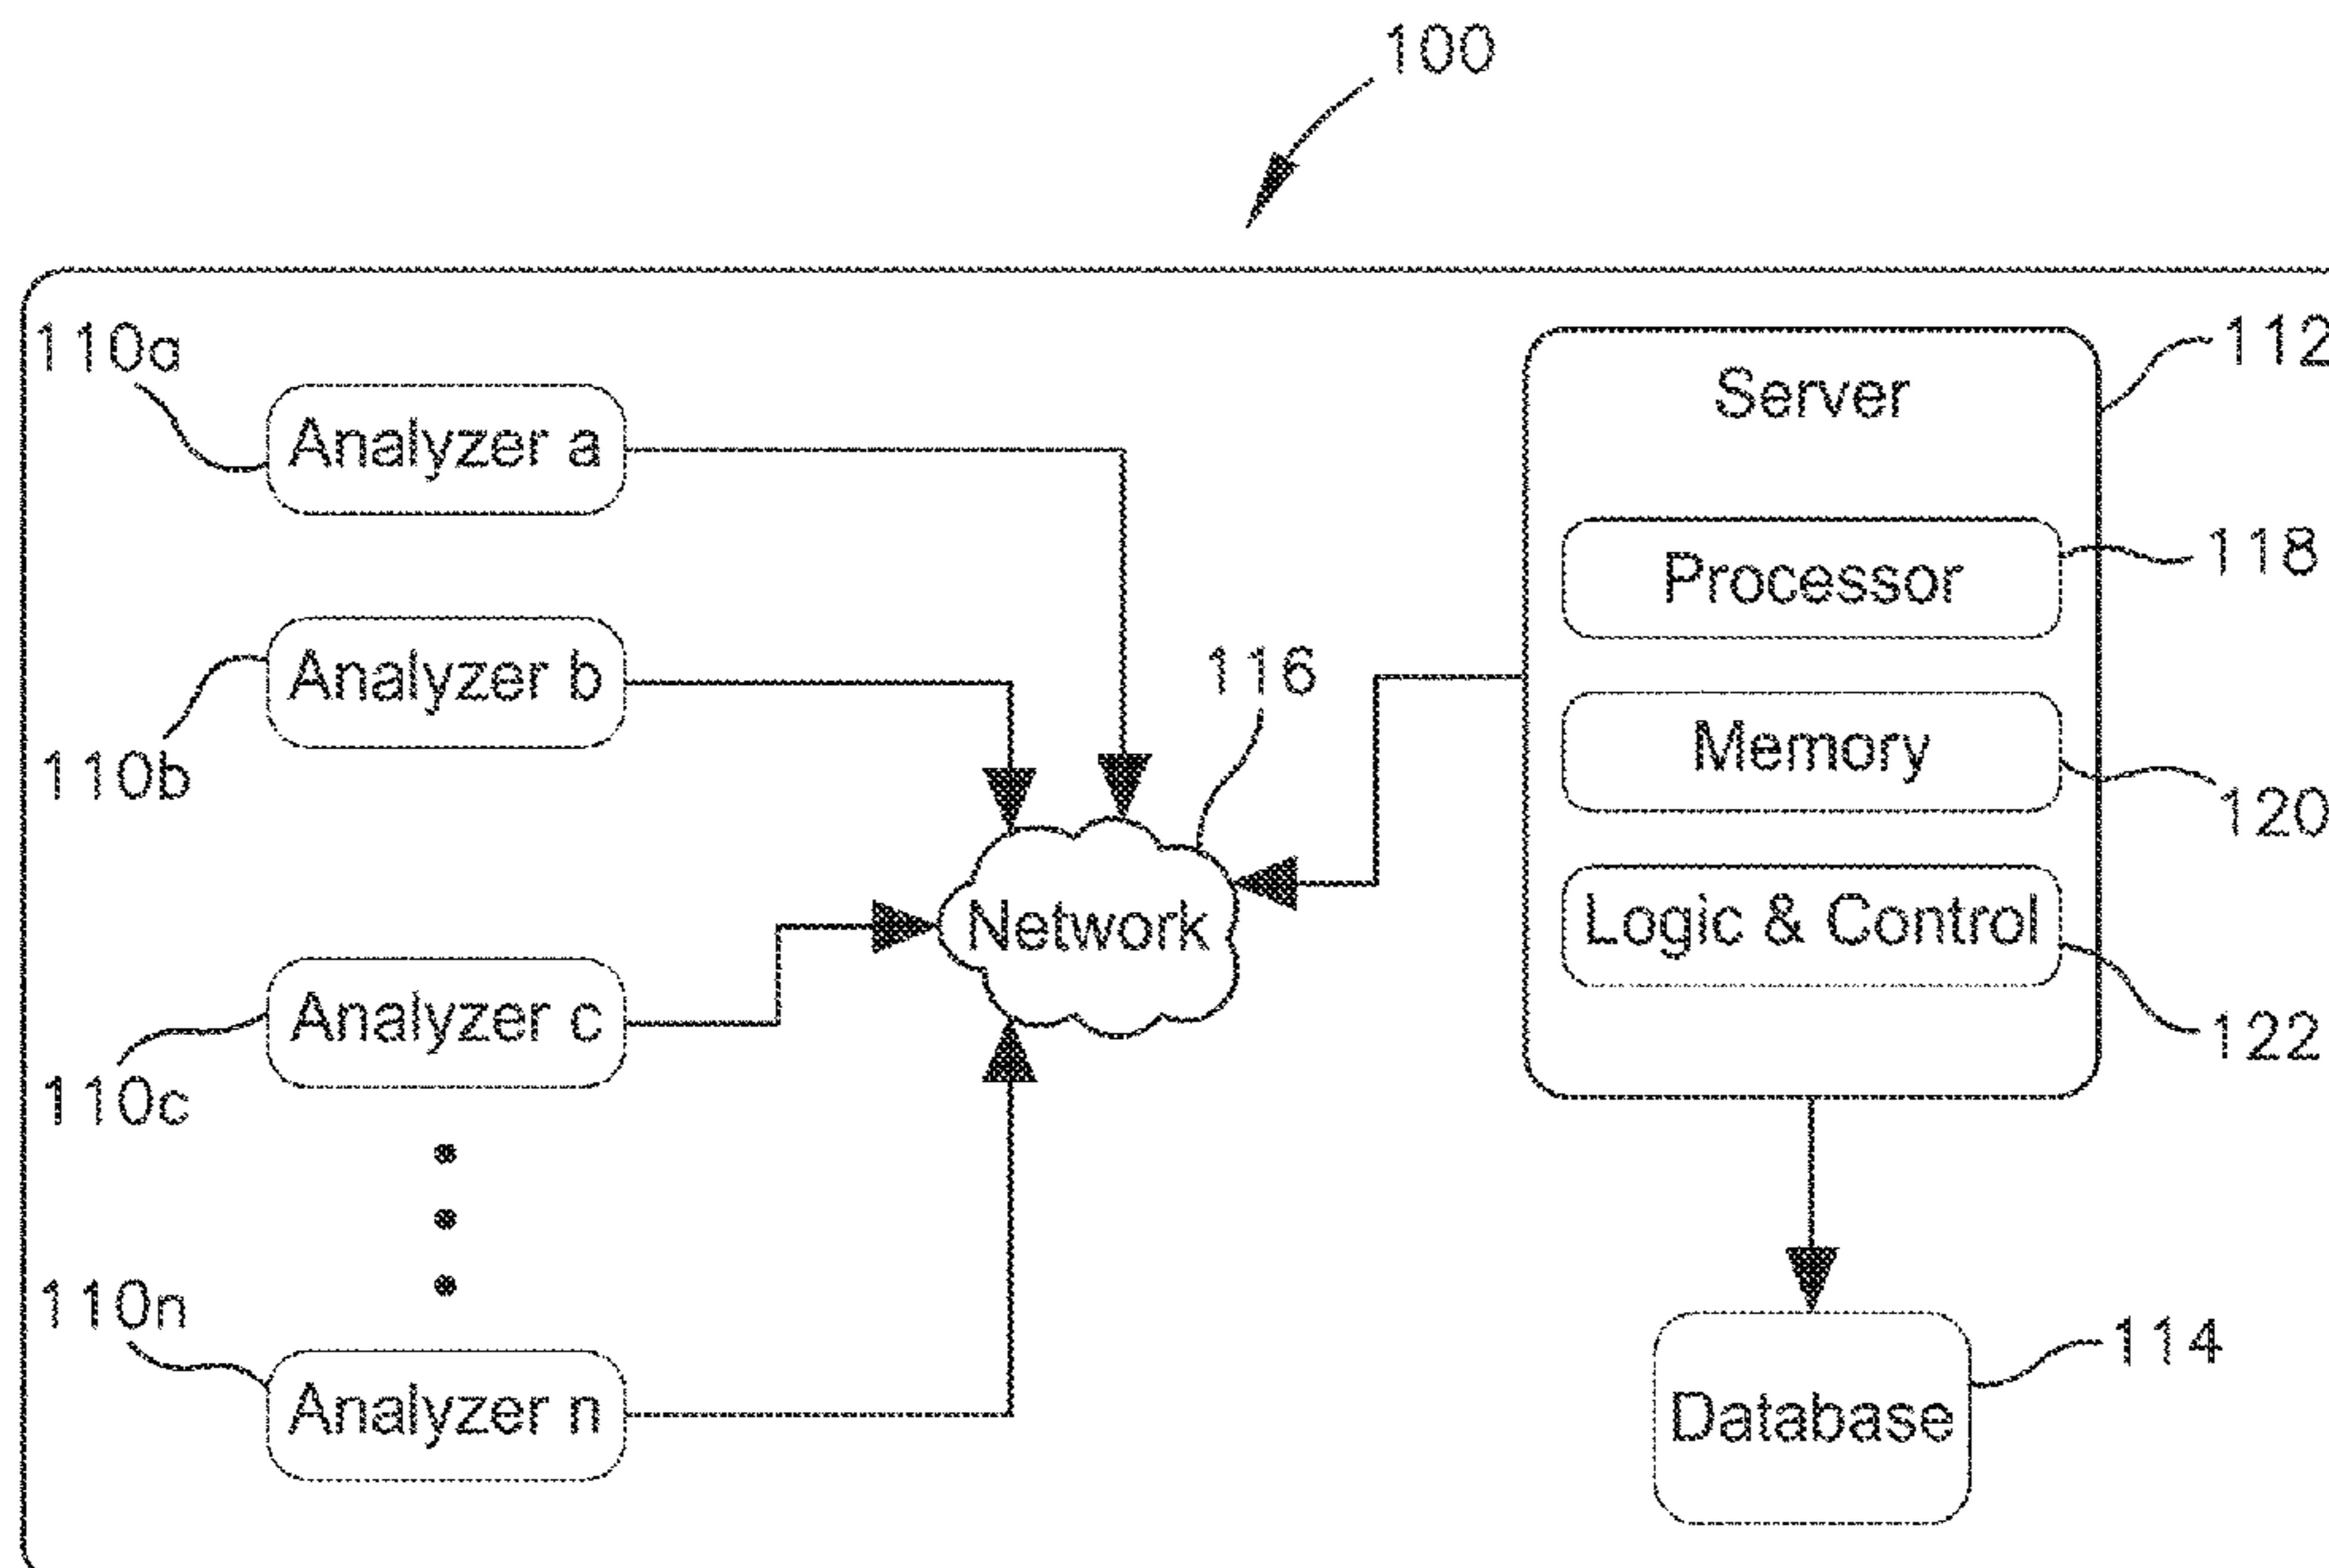 100
110a
Analyzer a
Analyzer b
110b
Analyzer c
110c
110n
Analyzer n
116
Network
112
Server
Processor
118
Memory
120
Logic & Control
122
Database
114